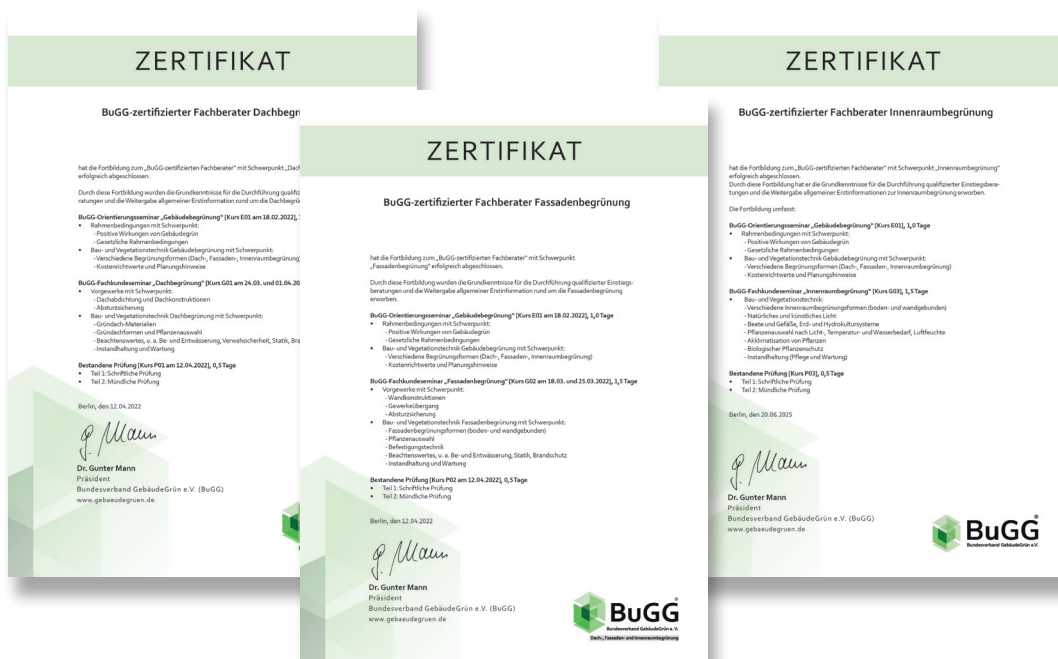 ZERTIFIKAT
BuGG-zertifizierter Fachberater Dachbegr
hat die Fortbildung zum „BuGG-zertifizierten Fachberater" mit Schwerpunkt „Dach
erfolgreich abgeschlossen.
Durch diese Fortbildung wurden die Grundkenntnisse für die Durchführung qualifiz
ratungen und die Weitergabe allgemeiner Erstinformation rund um die Dachbegrü
BuGG-Orientierungsseminar „Gebäudebegrünung" [Kurs E01 am 18.02.2022],
• Rahmenbedingungen mit Schwerpunkt:
- Positive Wirkungen von Gebäudegrün
- Gesetzliche Rahmenbedingungen
• Bau- und Vegetationstechnik Gebäudebegrünung mit Schwerpunkt:
- Verschiedene Begrünungsformen (Dach-, Fassaden-, Innenraumbegrünung)
- Kostenrichtwerte und Planungshinweise
BuGG-Fachkundeseminar „Dachbegrünung" [Kurs G01 am 24.03. und 01.04.20
• Vorgewerke mit Schwerpunkt:
- Dachabdichtung und Dachkonstruktionen
- Absturzsicherung
• Bau- und Vegetationstechnik Dachbegrünung mit Schwerpunkt:
- Gründach-Materialien
- Gründachformen und Pflanzenauswahl
- Beachtenswertes, u. a. Be- und Entwässerung, Verwehsicherheit, Statik, Bra
- Instandhaltung und Wartung
Bestandene Prüfung [Kurs P01 am 12.04.2022], 0,5 Tage
• Teil 1: Schriftliche Prüfung
• Teil 2: Mündliche Prüfung
Berlin, den 12.04.2022
G. Mann
Dr. Gunter Mann
Präsident
Bundesverband GebäudeGrün e.V. (BuGG)
www.gebaeudegruen.de
ZERTIFIKAT
BuGG-zertifizierter Fachberater Fassadenbegrünung
hat die Fortbildung zum „BuGG-zertifizierten Fachberater" mit Schwerpunkt
„Fassadenbegrünung" erfolgreich abgeschlossen.
Durch diese Fortbildung wurden die Grundkenntnisse für die Durchführung qualifizierter Einstiegs-
beratungen und die Weitergabe allgemeiner Erstinformation rund um die Fassadenbegrünung
erworben.
BuGG-Orientierungsseminar „Gebäudebegrünung" [Kurs E01 am 18.02.2022], 1,0 Tage
• Rahmenbedingungen mit Schwerpunkt:
- Positive Wirkungen von Gebäudegrün
- Gesetzliche Rahmenbedingungen
• Bau- und Vegetationstechnik Gebäudebegrünung mit Schwerpunkt:
- Verschiedene Begrünungsformen (Dach-, Fassaden-, Innenraumbegrünung)
- Kostenrichtwerte und Planungshinweise
BuGG-Fachkundeseminar „Fassadenbegrünung" [Kurs G02 am 18.03. und 25.03.2022], 1,5 Tage
• Vorgewerke mit Schwerpunkt:
- Wandkonstruktionen
- Gewerkeübergang
- Absturzsicherung
• Bau- und Vegetationstechnik Fassadenbegrünung mit Schwerpunkt:
- Fassadenbegrünungsformen (boden- und wandgebunden)
- Pflanzenauswahl
- Befestigungstechnik
- Beachtenswertes, u. a. Be- und Entwässerung, Statik, Brandschutz
- Instandhaltung und Wartung
Bestandene Prüfung [Kurs P02 am 12.04.2022], 0,5 Tage
• Teil 1: Schriftliche Prüfung
• Teil 2: Mündliche Prüfung
Berlin, den 12.04.2022
G. Mann
Dr. Gunter Mann
Präsident
Bundesverband GebäudeGrün e.V. (BuGG)
www.gebaeudegruen.de
BuGG®
Bundesverband GebäudeGrün e. V.
Dach-, Fassaden- und Innenraumbegrünung
ZERTIFIKAT
BuGG-zertifizierter Fachberater Innenraumbegrünung
hat die Fortbildung zum „BuGG-zertifizierten Fachberater" mit Schwerpunkt „Innenraumbegrünung"
erfolgreich abgeschlossen.
Durch diese Fortbildung hat er die Grundkenntnisse für die Durchführung qualifizierter Einstiegsbera-
tungen und die Weitergabe allgemeiner Erstinformationen zur Innenraumbegrünung erworben.
Die Fortbildung umfasst:
BuGG-Orientierungsseminar „Gebäudebegrünung" [Kurs E01], 1,0 Tage
• Rahmenbedingungen mit Schwerpunkt:
- Positive Wirkungen von Gebäudegrün
- Gesetzliche Rahmenbedingungen
• Bau- und Vegetationstechnik Gebäudebegrünung mit Schwerpunkt:
- Verschiedene Begrünungsformen (Dach-, Fassaden-, Innenraumbegrünung)
- Kostenrichtwerte und Planungshinweise
BuGG-Fachkundeseminar „Innenraumbegrünung" [Kurs G03], 1,5 Tage
• Bau- und Vegetationstechnik:
- Verschiedene Innenraumbegrünungsformen (boden- und wandgebunden)
- Natürliches und künstliches Licht
- Beete und Gefäße, Erd- und Hydrokultursysteme
- Pflanzenauswahl nach Licht-, Temperatur- und Wasserbedarf, Luftfeuchte
- Akklimatisation von Pflanzen
- Biologischer Pflanzenschutz
- Instandhaltung (Pflege und Wartung)
Bestandene Prüfung [Kurs P03], 0,5 Tage
• Teil 1: Schriftliche Prüfung
• Teil 2: Mündliche Prüfung
Berlin, den 20.06.2025
G. Mann
Dr. Gunter Mann
Präsident
Bundesverband GebäudeGrün e.V. (BuGG)
www.gebaeudegruen.de
BuGG®
Bundesverband GebäudeGrün e.V.